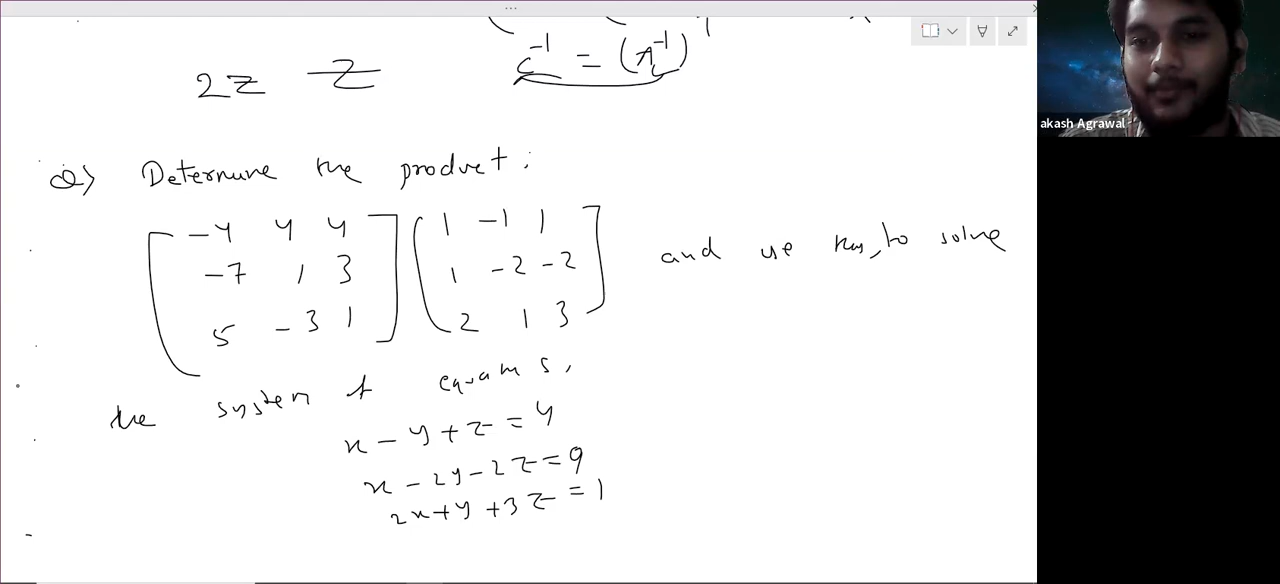 C⁻¹ = (A⁻¹)
2z z
Q) Determine the product :
[-4 4 4] [1 -1 1]
[-7 1 3] [1 -2 -2] and use this to solve
[5 -3 1] [2 1 3]
the system of equations,
x - y + z = 4
x - 2y - 2z = 9
2x + y + 3z = 1
akash Agrawal